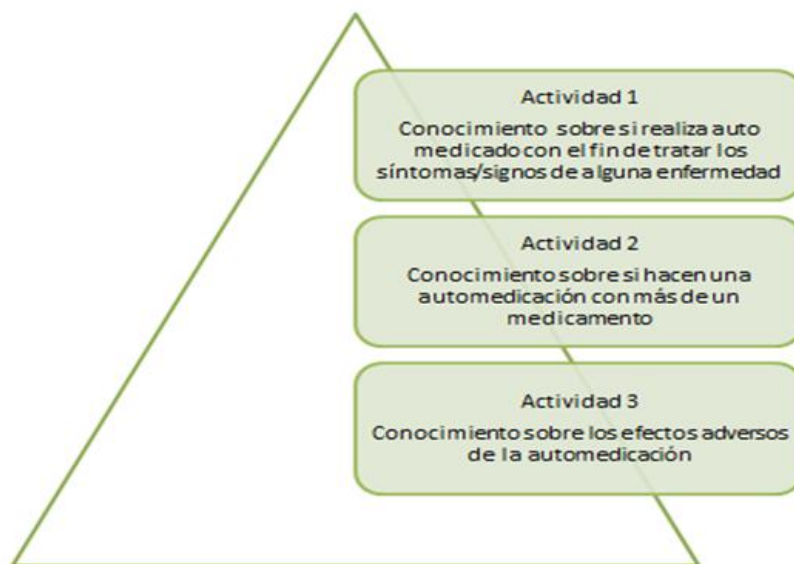 Actividad 1
Conocimiento sobre si realiza auto
medicado con el fin de tratar los
síntomas/signos de alguna enfermedad
Actividad 2
Conocimiento sobre si hacen una
automedicación con más de un
medicamento
Actividad 3
Conocimiento sobre los efectos adversos
de la automedicación